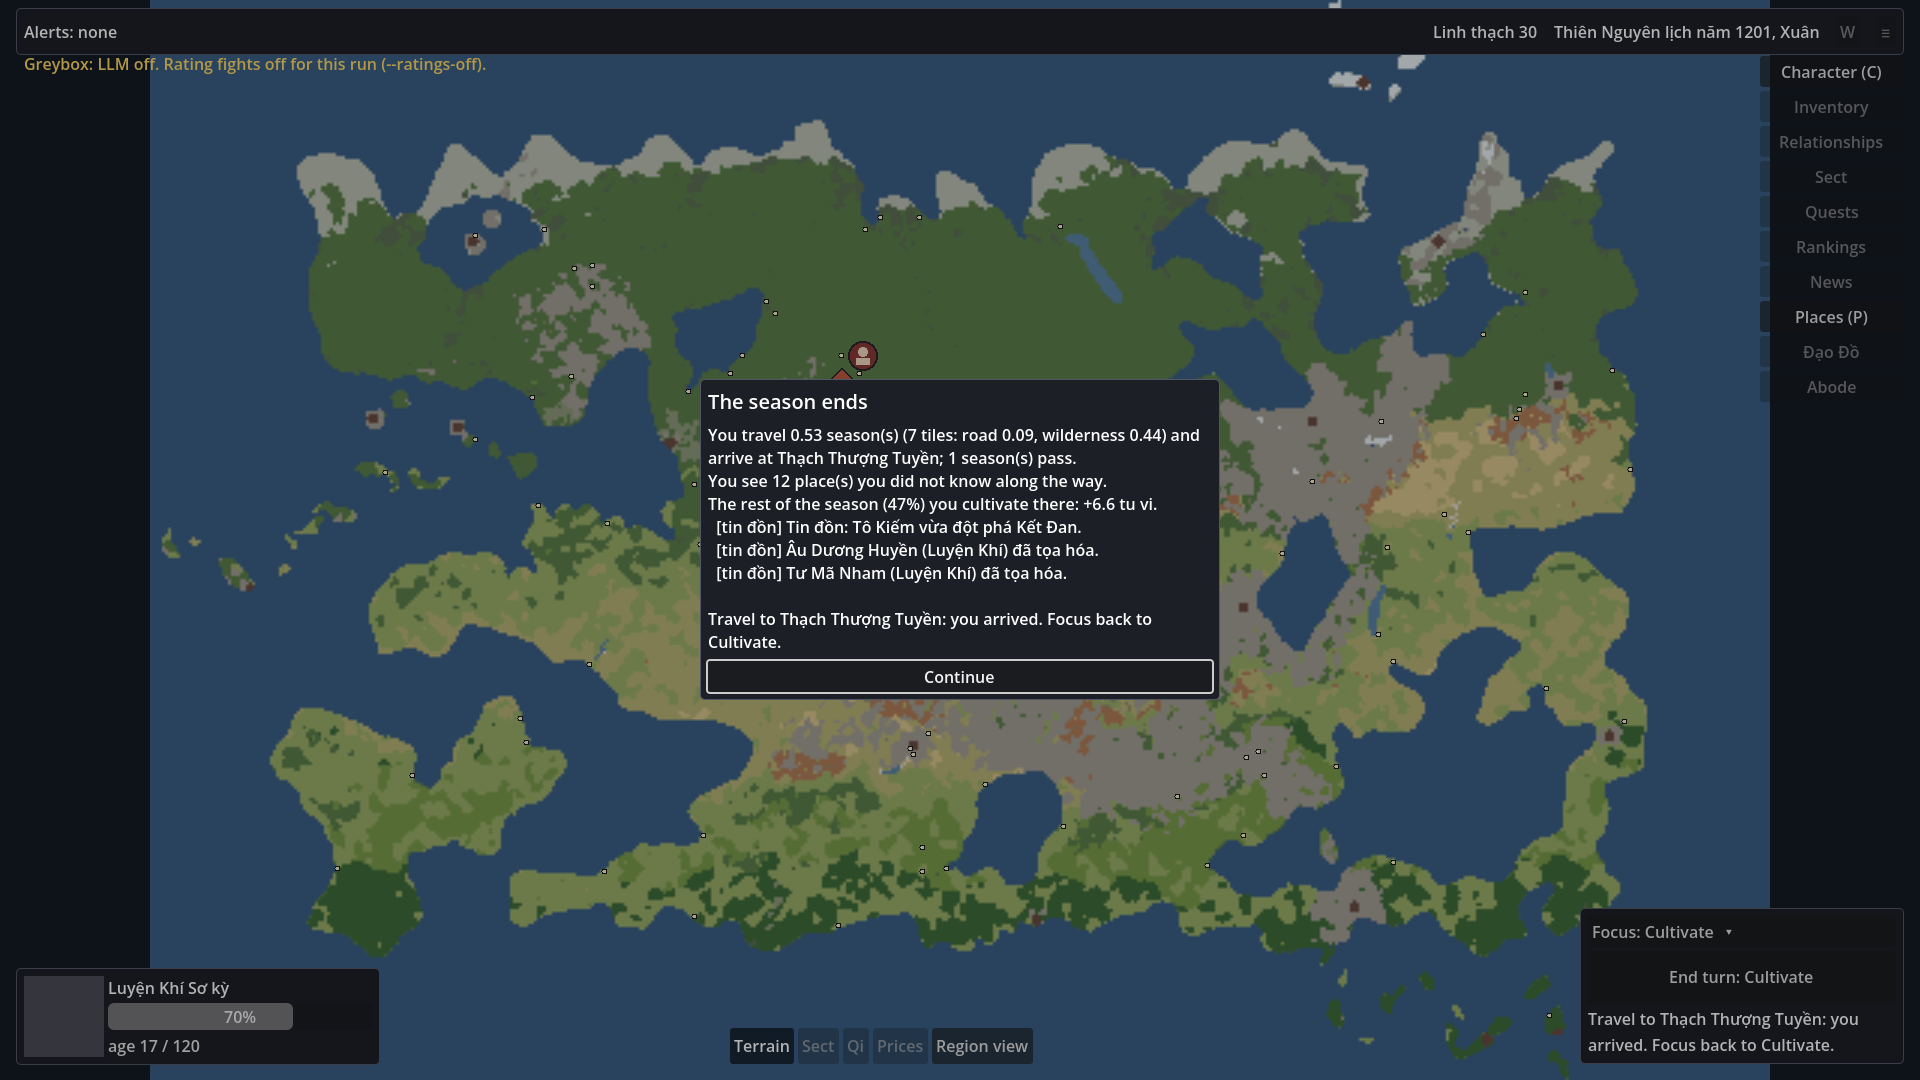 Alerts: none
Linh thạch 30 Thiên Nguyên lịch năm 1201, Xuân W ≡
Greybox: LLM off. Rating fights off for this run (--ratings-off).
Character (C)
Inventory
Relationships
Sect
Quests
Rankings
News
Places (P)
Đạo Đồ
Abode
The season ends
You travel 0.53 season(s) (7 tiles: road 0.09, wilderness 0.44) and
arrive at Thạch Thượng Tuyền; 1 season(s) pass.
You see 12 place(s) you did not know along the way.
The rest of the season (47%) you cultivate there: +6.6 tu vi.
[tin đồn] Tin đồn: Tô Kiếm vừa đột phá Kết Đan.
[tin đồn] Âu Dương Huyền (Luyện Khí) đã tọa hóa.
[tin đồn] Tư Mã Nham (Luyện Khí) đã tọa hóa.
Travel to Thạch Thượng Tuyền: you arrived. Focus back to
Cultivate.
Continue
Focus: Cultivate ▾
End turn: Cultivate
Travel to Thạch Thượng Tuyền: you
arrived. Focus back to Cultivate.
Luyện Khí Sơ kỳ
70%
age 17 / 120
Terrain Sect Qi Prices Region view